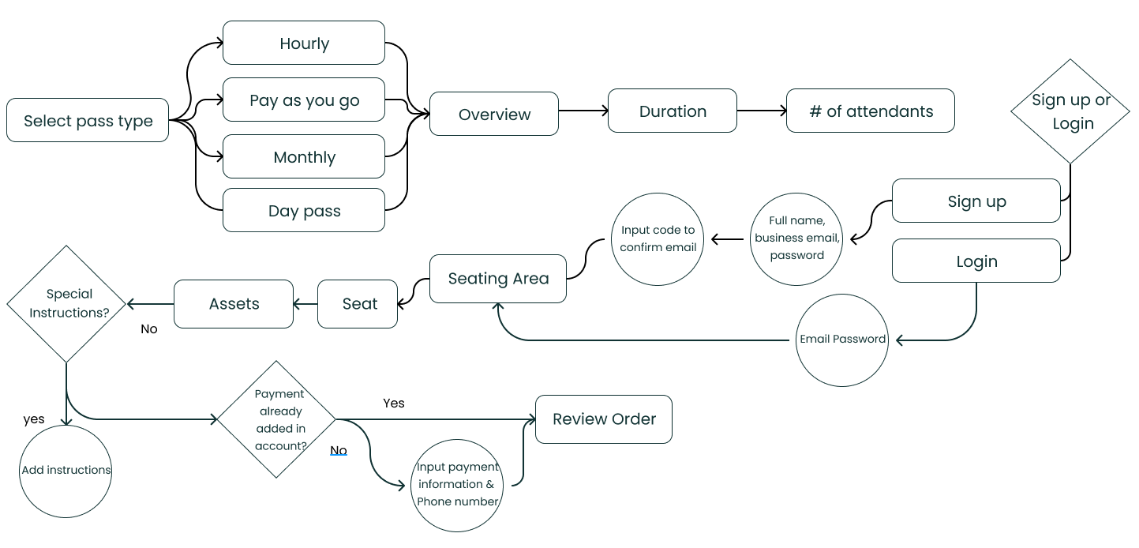 Hourly
Pay as you go
Monthly
Day pass
Select pass type
Overview
Duration
# of attendants
Sign up or
Login
Sign up
Login
Full name,
business email,
password
Input code to
confirm email
Email Password
Seating Area
Seat
Assets
No
Special
Instructions?
yes
Add instructions
Payment
already
added in
account?
Yes
No
Input payment
information &
Phone number
Review Order